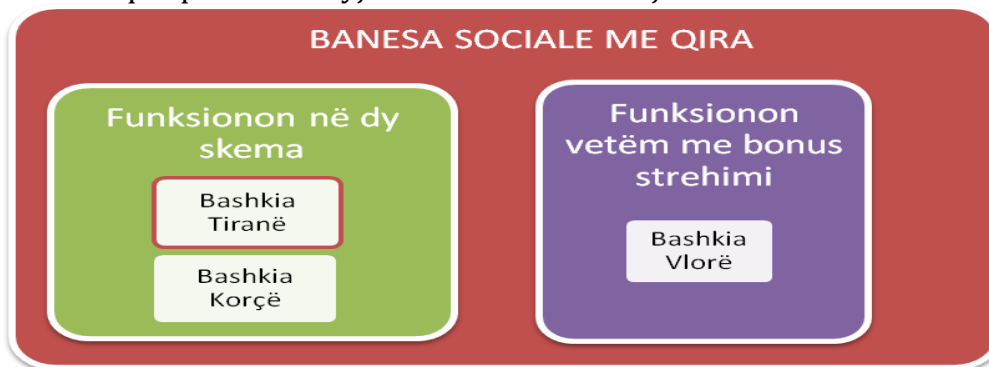 BANESA SOCIALE ME QIRA
Funksionon në dy
skema
Bashkia
Tiranë
Bashkia
Korçë
Funksionon
vetëm me bonus
strehimi
Bashkia
Vlorë